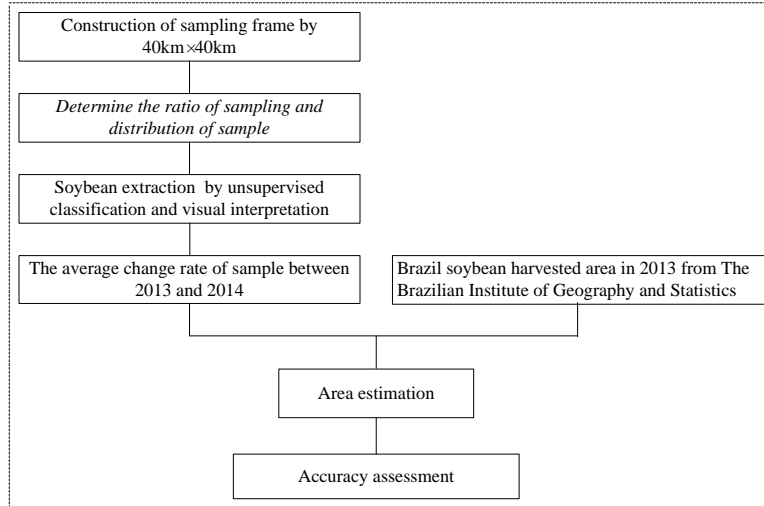 Construction of sampling frame by
40km×40km
Determine the ratio of sampling and
distribution of sample
Soybean extraction by unsupervised
classification and visual interpretation
The average change rate of sample between
2013 and 2014
Brazil soybean harvested area in 2013 from The
Brazilian Institute of Geography and Statistics
Area estimation
Accuracy assessment